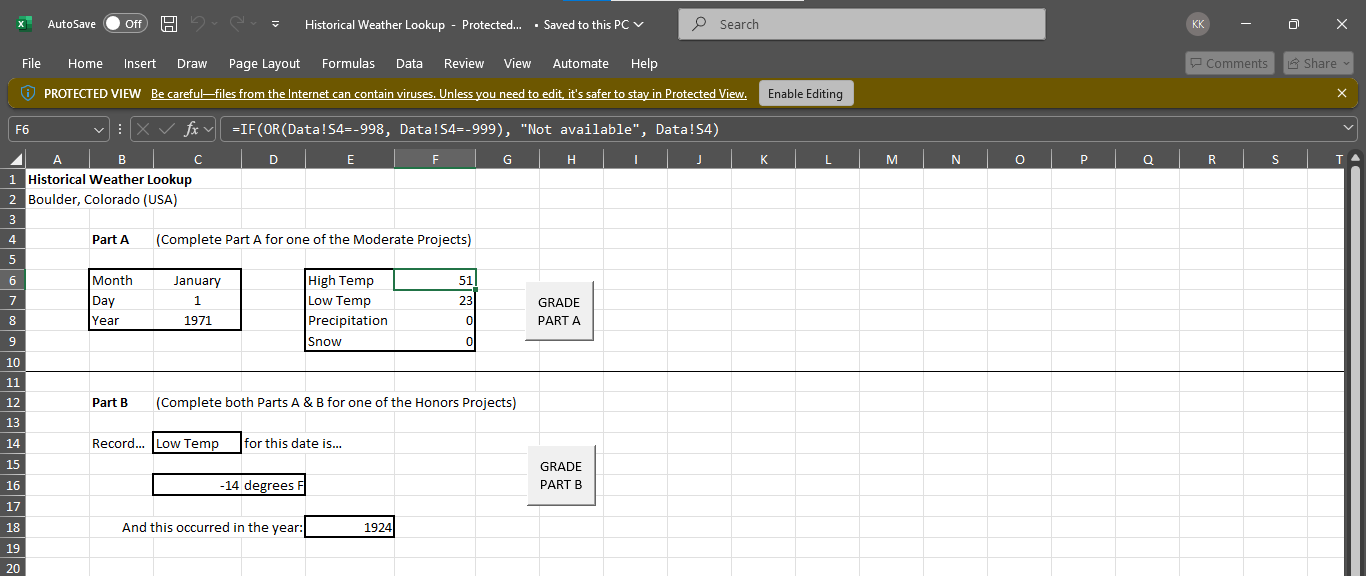 AutoSave Off Historical Weather Lookup - Protected... • Saved to this PC Search KK
File Home Insert Draw Page Layout Formulas Data Review View Automate Help Comments Share
PROTECTED VIEW Be careful—files from the Internet can contain viruses. Unless you need to edit, it's safer to stay in Protected View. Enable Editing
F6 fx =IF(OR(Data!S4=-998, Data!S4=-999), "Not available", Data!S4)
A B C D E F G H I J K L M N O P Q R S T
1 Historical Weather Lookup
2 Boulder, Colorado (USA)
3
4 Part A (Complete Part A for one of the Moderate Projects)
5
6 Month January High Temp 51
7 Day 1 Low Temp 23 GRADE
8 Year 1971 Precipitation 0 PART A
9 Snow 0
10
11
12 Part B (Complete both Parts A & B for one of the Honors Projects)
13
14 Record... Low Temp for this date is...
15 GRADE
16 -14 degrees F PART B
17
18 And this occurred in the year: 1924
19
20